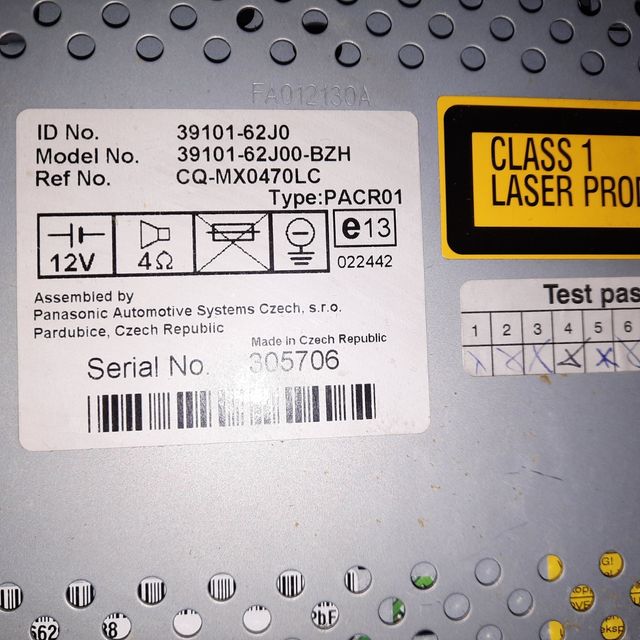 FA012130A
ID No. 39101-62J0
Model No. 39101-62J00-BZH
Ref No. CQ-MX0470LC
Type:PACR01
12V 4Ω e13
022442
Assembied by
Panasonic Automotive Systems Czech, s.r.o.
Pardubice, Czech Republic
Made in Czech Republic
Serial No. 305706
CLASS 1
LASER PROD
Test pas
1 2 3 4 5 6